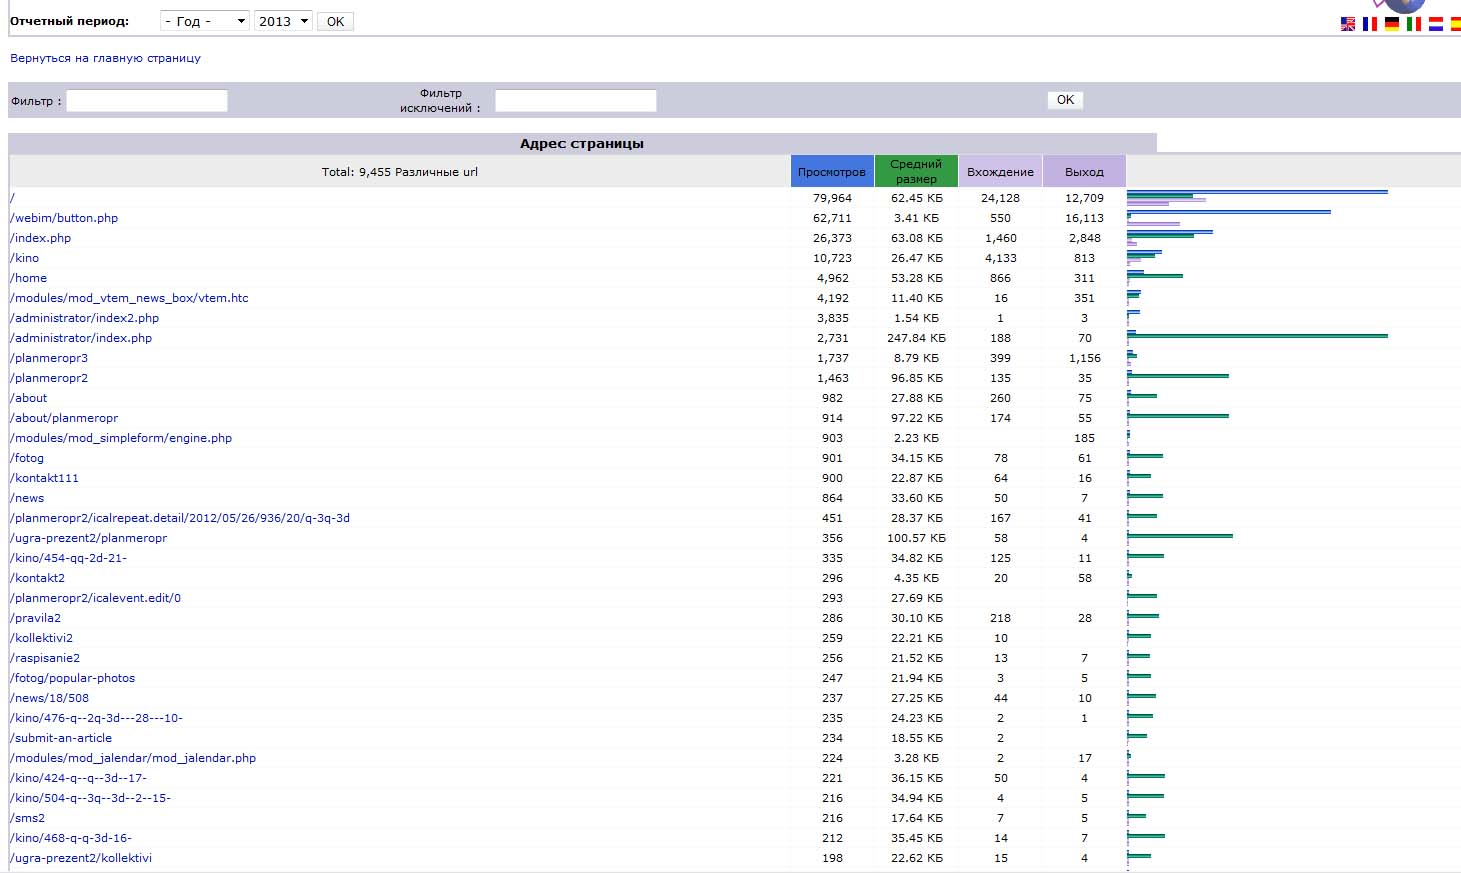 Отчетный период: - Год - 2013 OK
Вернуться на главную страницу
Фильтр :
Фильтр
исключений :
OK
Адрес страницы
Total: 9,455 Различные url Просмотров Средний размер Вхождение Выход
/ 79,964 62.45 КБ 24,128 12,709
/webim/button.php 62,711 3.41 КБ 550 16,113
/index.php 26,373 63.08 КБ 1,460 2,848
/kino 10,723 26.47 КБ 4,133 813
/home 4,962 53.28 КБ 866 311
/modules/mod_vtem_news_box/vtem.htc 4,192 11.40 КБ 16 351
/administrator/index2.php 3,835 1.54 КБ 1 3
/administrator/index.php 2,731 247.84 КБ 188 70
/planmeropr3 1,737 8.79 КБ 399 1,156
/planmeropr2 1,463 96.85 КБ 135 35
/about 982 27.88 КБ 260 75
/about/planmeropr 914 97.22 КБ 174 55
/modules/mod_simpleform/engine.php 903 2.23 КБ 185
/fotog 901 34.15 КБ 78 61
/kontakt111 900 22.87 КБ 64 16
/news 864 33.60 КБ 50 7
/planmeropr2/icalrepeat.detail/2012/05/26/936/20/q-3q-3d 451 28.37 КБ 167 41
/ugra-prezent2/planmeropr 356 100.57 КБ 58 4
/kino/454-qq-2d-21- 335 34.82 КБ 125 11
/kontakt2 296 4.35 КБ 20 58
/planmeropr2/icalevent.edit/0 293 27.69 КБ
/pravila2 286 30.10 КБ 218 28
/kollektivi2 259 22.21 КБ 10
/raspisanie2 256 21.52 КБ 13 7
/fotog/popular-photos 247 21.94 КБ 3 5
/news/18/508 237 27.25 КБ 44 10
/kino/476-q--2q-3d---28---10- 235 24.23 КБ 2 1
/submit-an-article 234 18.55 КБ 2
/modules/mod_jalendar/mod_jalendar.php 224 3.28 КБ 2 17
/kino/424-q--q--3d--17- 221 36.15 КБ 50 4
/kino/504-q--3q--3d--2--15- 216 34.94 КБ 4 5
/sms2 216 17.64 КБ 7 5
/kino/468-q-q-3d-16- 212 35.45 КБ 14 7
/ugra-prezent2/kollektivi 198 22.62 КБ 15 4